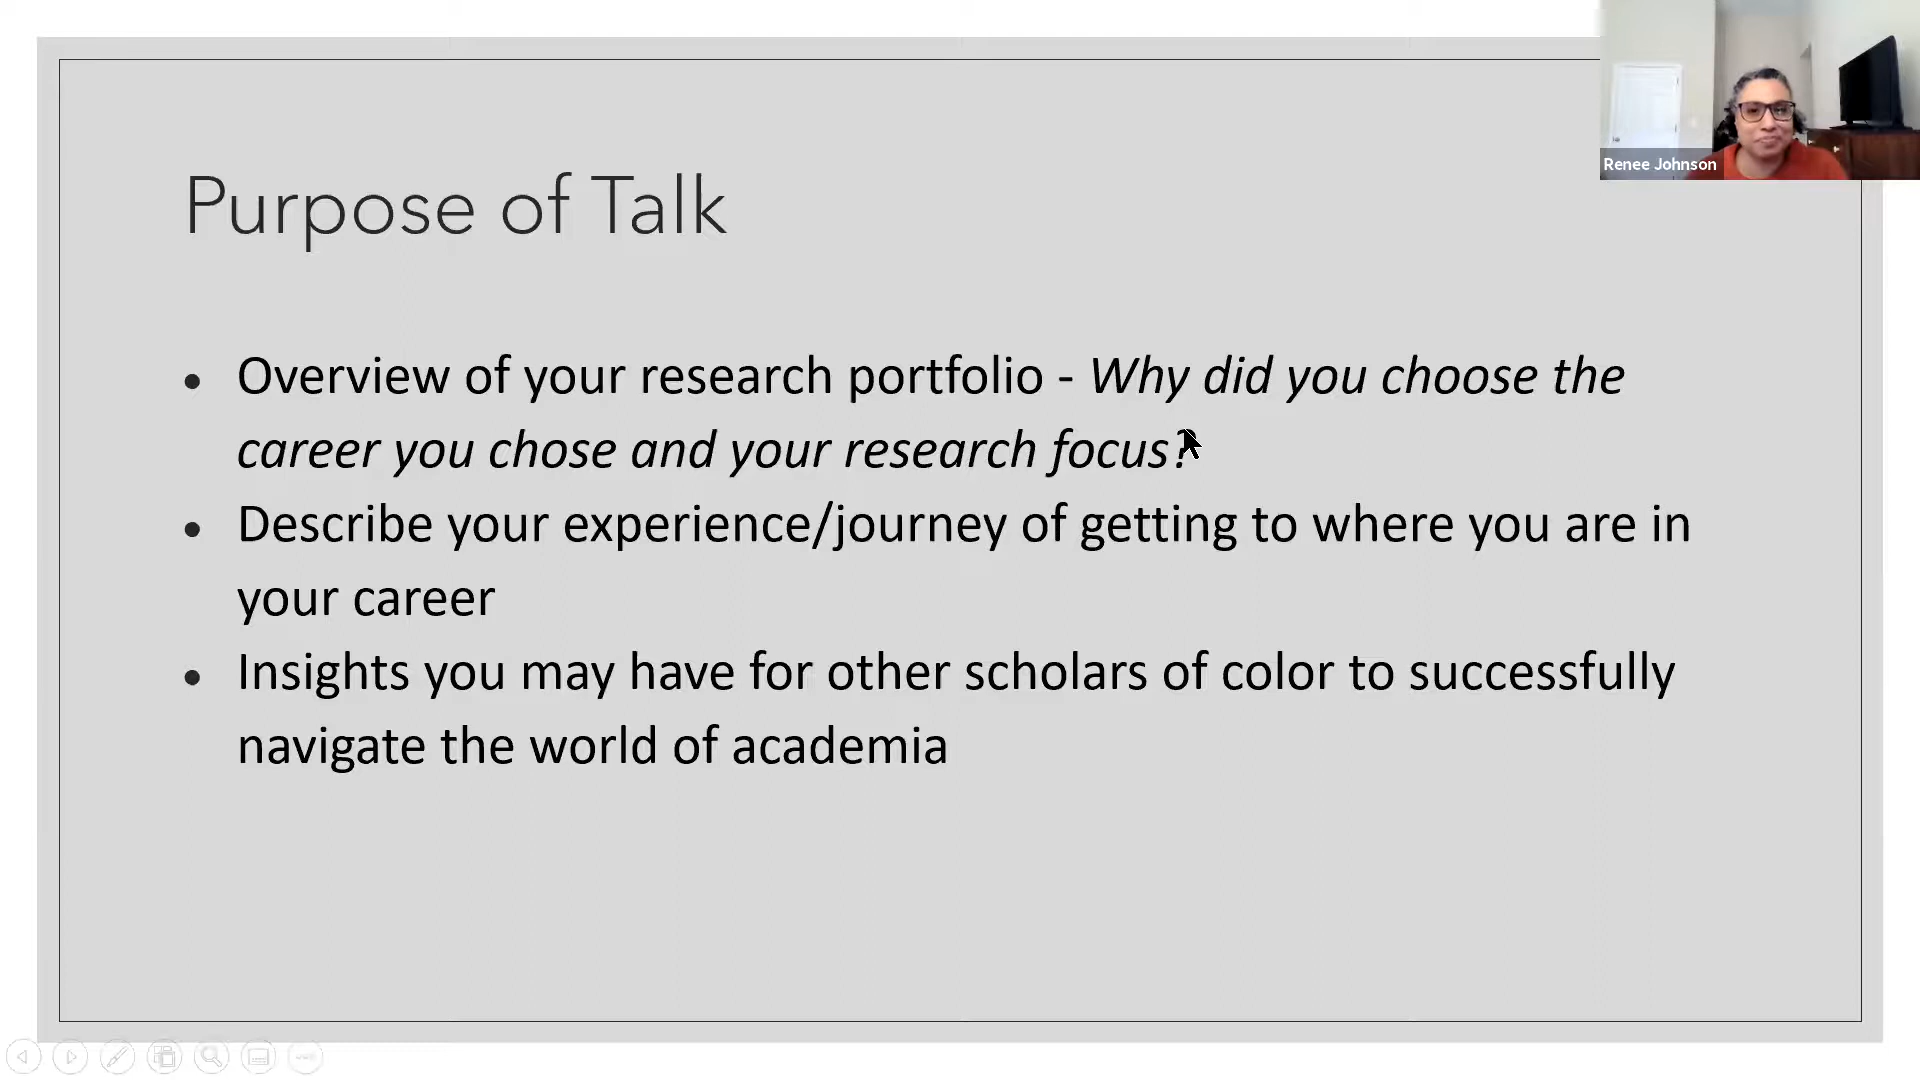 Renee Johnson
Purpose of Talk
• Overview of your research portfolio - Why did you choose the
career you chose and your research focus?
• Describe your experience/journey of getting to where you are in
your career
• Insights you may have for other scholars of color to successfully
navigate the world of academia